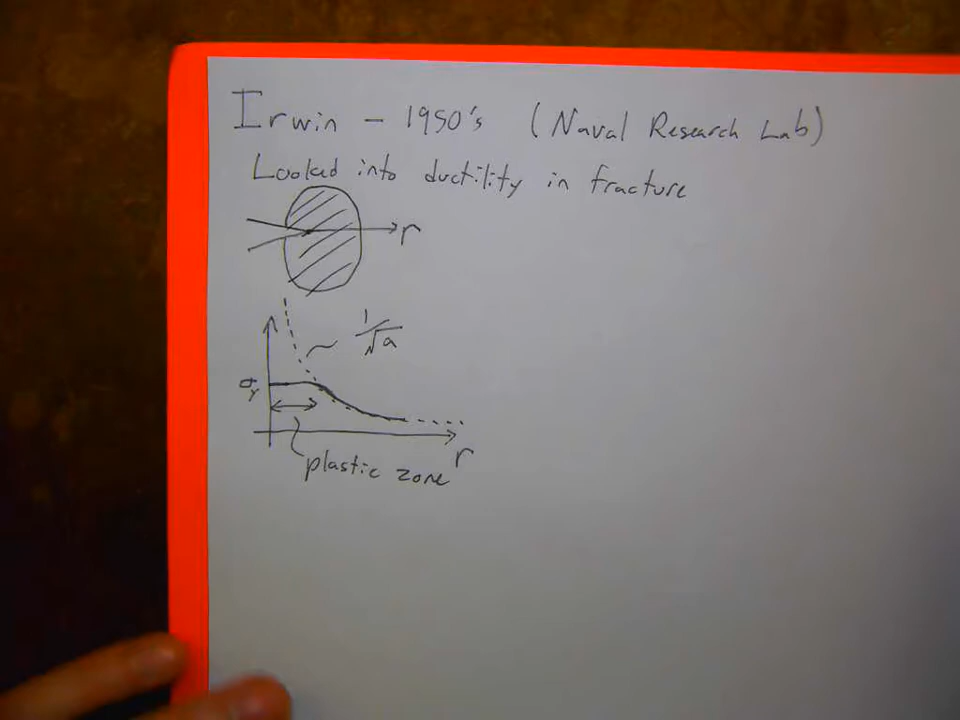 Irwin - 1950's (Naval Research Lab)
Looked into ductility in fracture
r
1/√a
σy
r
plastic zone